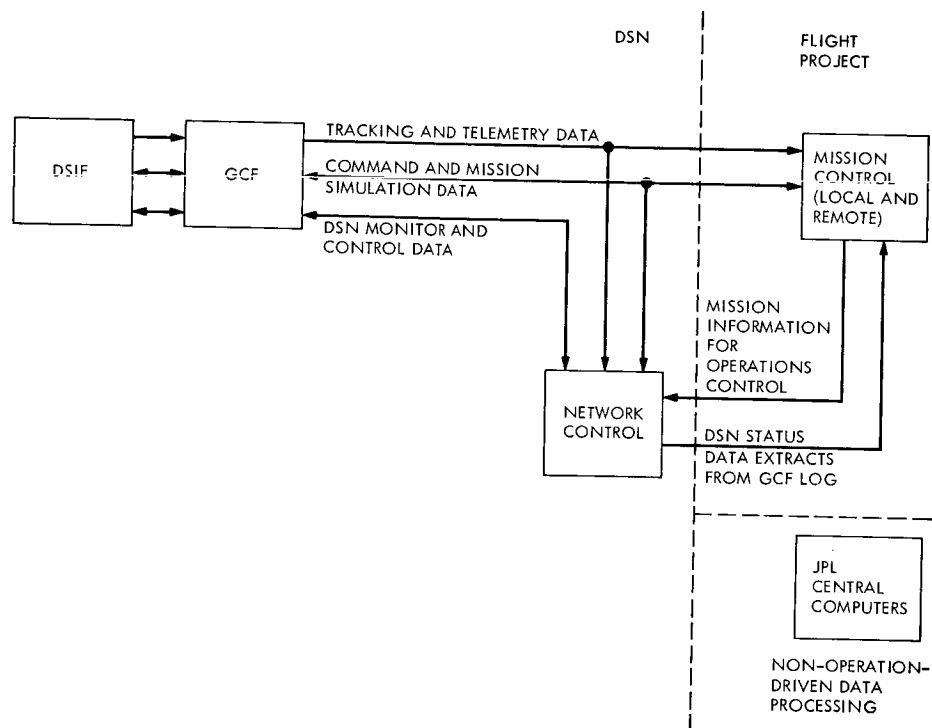 DSN
FLIGHT
PROJECT
DSIF
GCF
TRACKING AND TELEMETRY DATA
COMMAND AND MISSION
SIMULATION DATA
DSN MONITOR AND
CONTROL DATA
MISSION
CONTROL
(LOCAL AND
REMOTE)
MISSION
INFORMATION
FOR
OPERATIONS
CONTROL
NETWORK
CONTROL
DSN STATUS
DATA EXTRACTS
FROM GCF LOG
JPL
CENTRAL
COMPUTERS
NON-OPERATION-
DRIVEN DATA
PROCESSING